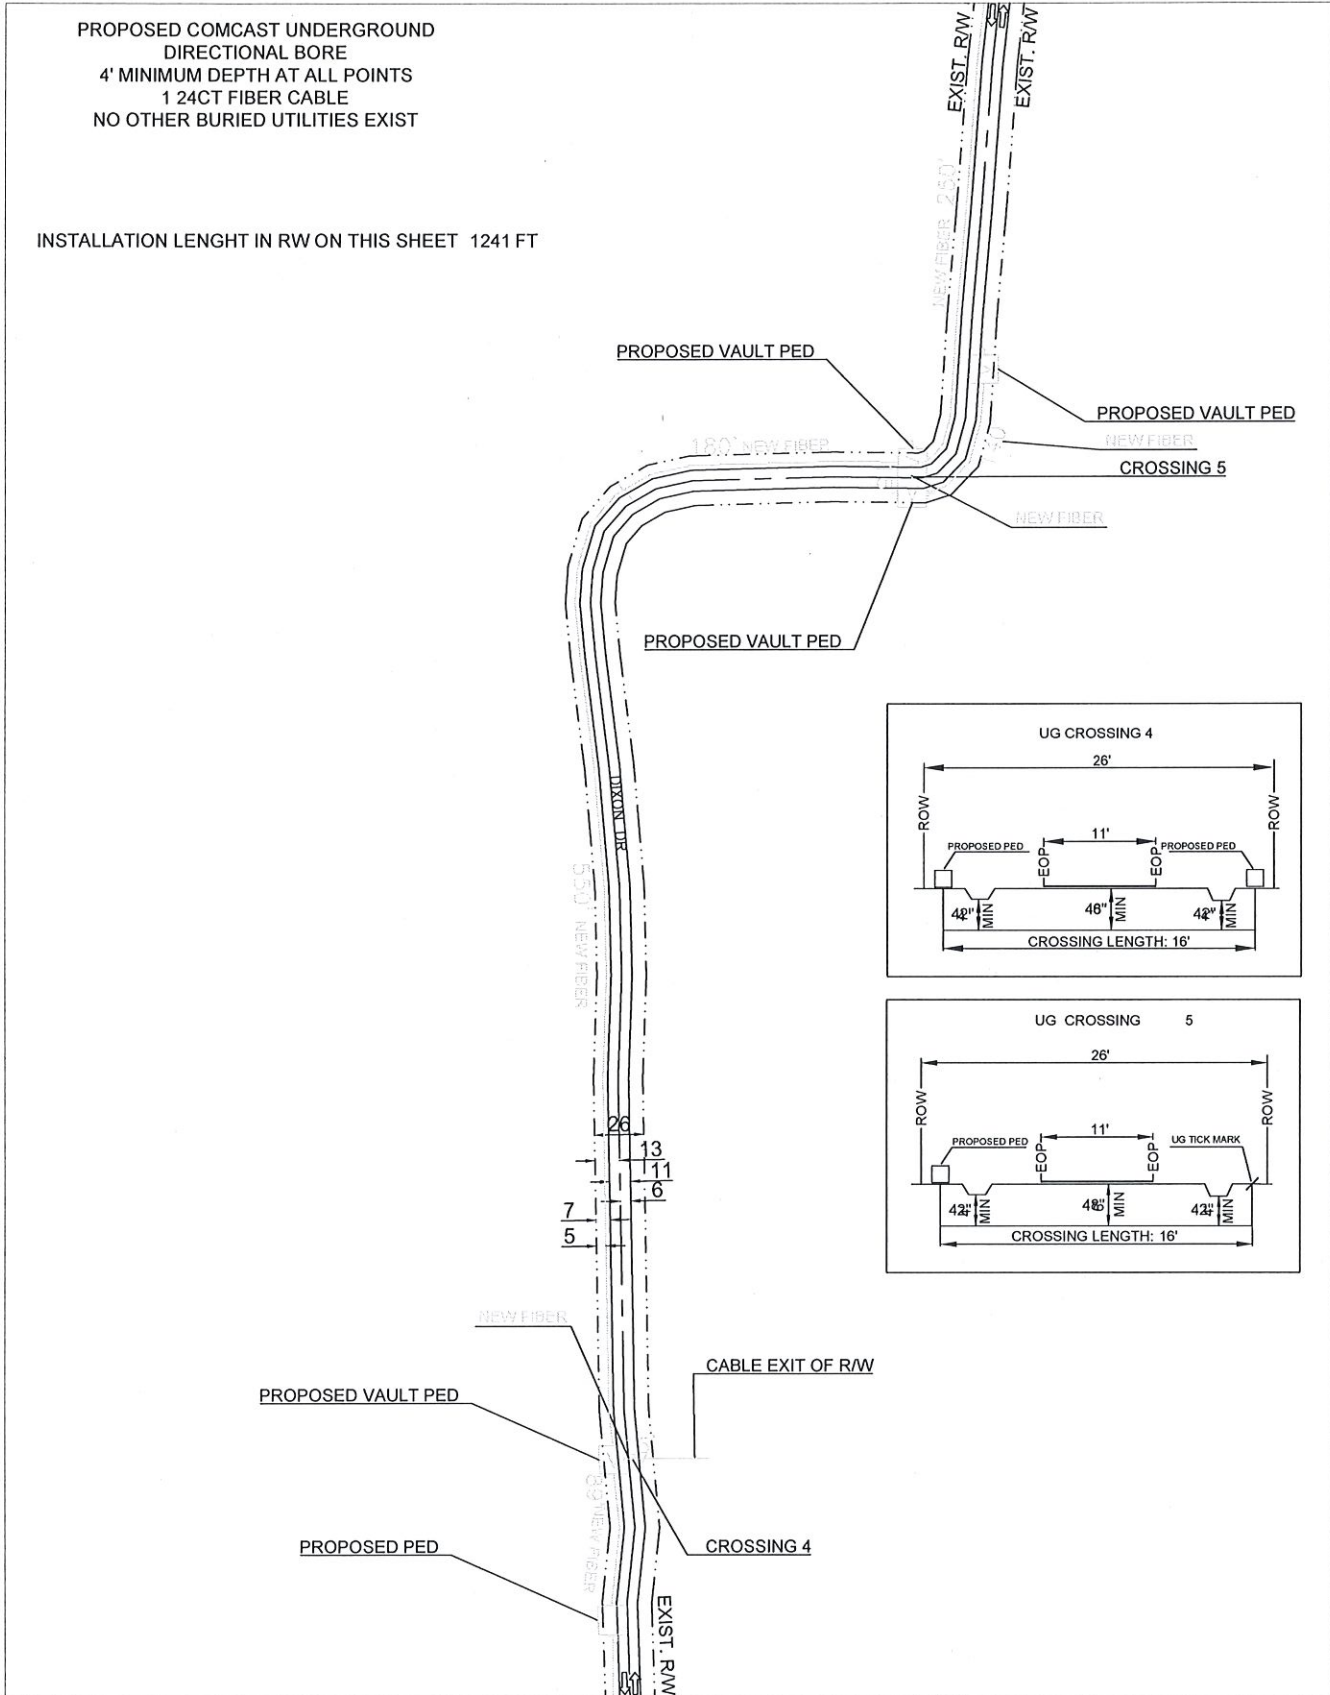 PROPOSED COMCAST UNDERGROUND
DIRECTIONAL BORE
4' MINIMUM DEPTH AT ALL POINTS
1 24CT FIBER CABLE
NO OTHER BURIED UTILITIES EXIST
INSTALLATION LENGHT IN RW ON THIS SHEET 1241 FT
EXIST. R/W
EXIST. R/W
NEW FIBER 250'
PROPOSED VAULT PED
PROPOSED VAULT PED
180' NEW FIBER
NEW FIBER
CROSSING 5
NEW FIBER
PROPOSED VAULT PED
DIXON DR
550' NEW FIBER
UG CROSSING 4
26'
ROW
ROW
PROPOSED PED
11'
PROPOSED PED
EOP
EOP
MIN
MIN
MIN
CROSSING LENGTH: 16'
UG CROSSING 5
26'
ROW
ROW
PROPOSED PED
11'
UG TICK MARK
EOP
EOP
MIN
MIN
MIN
CROSSING LENGTH: 16'
26
13
11
6
7
5
NEW FIBER
CABLE EXIT OF R/W
PROPOSED VAULT PED
89' NEW FIBER
PROPOSED PED
CROSSING 4
EXIST. R/W